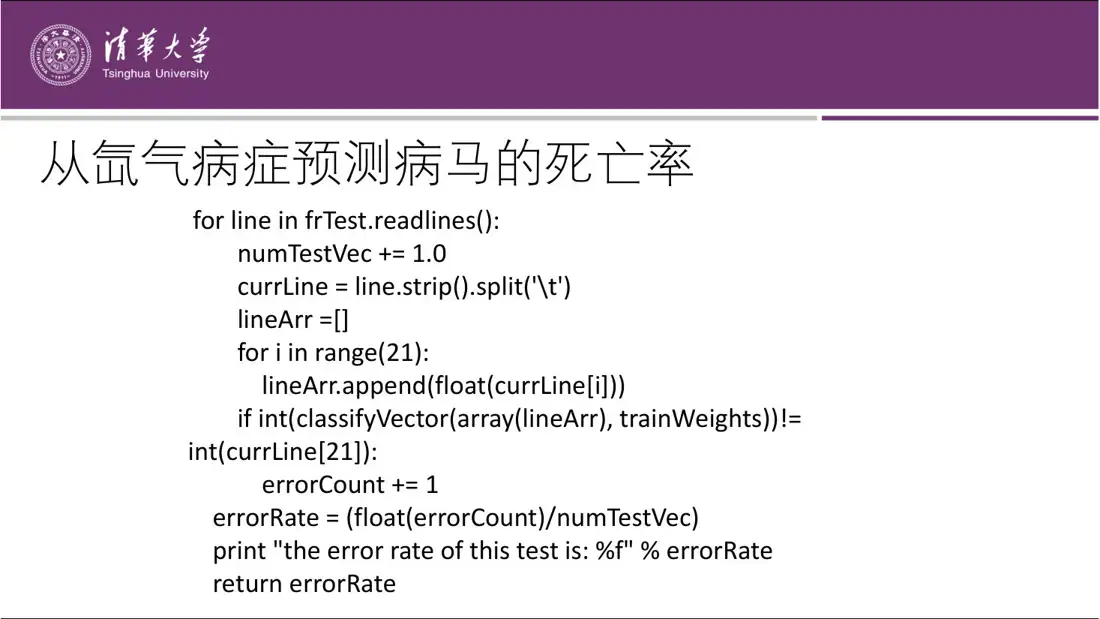 清华大学
Tsinghua University
从氙气病症预测病马的死亡率
for line in frTest.readlines():
numTestVec += 1.0
currLine = line.strip().split('\t')
lineArr =[]
for i in range(21):
lineArr.append(float(currLine[i]))
if int(classifyVector(array(lineArr), trainWeights))!=
int(currLine[21]):
errorCount += 1
errorRate = (float(errorCount)/numTestVec)
print "the error rate of this test is: %f" % errorRate
return errorRate